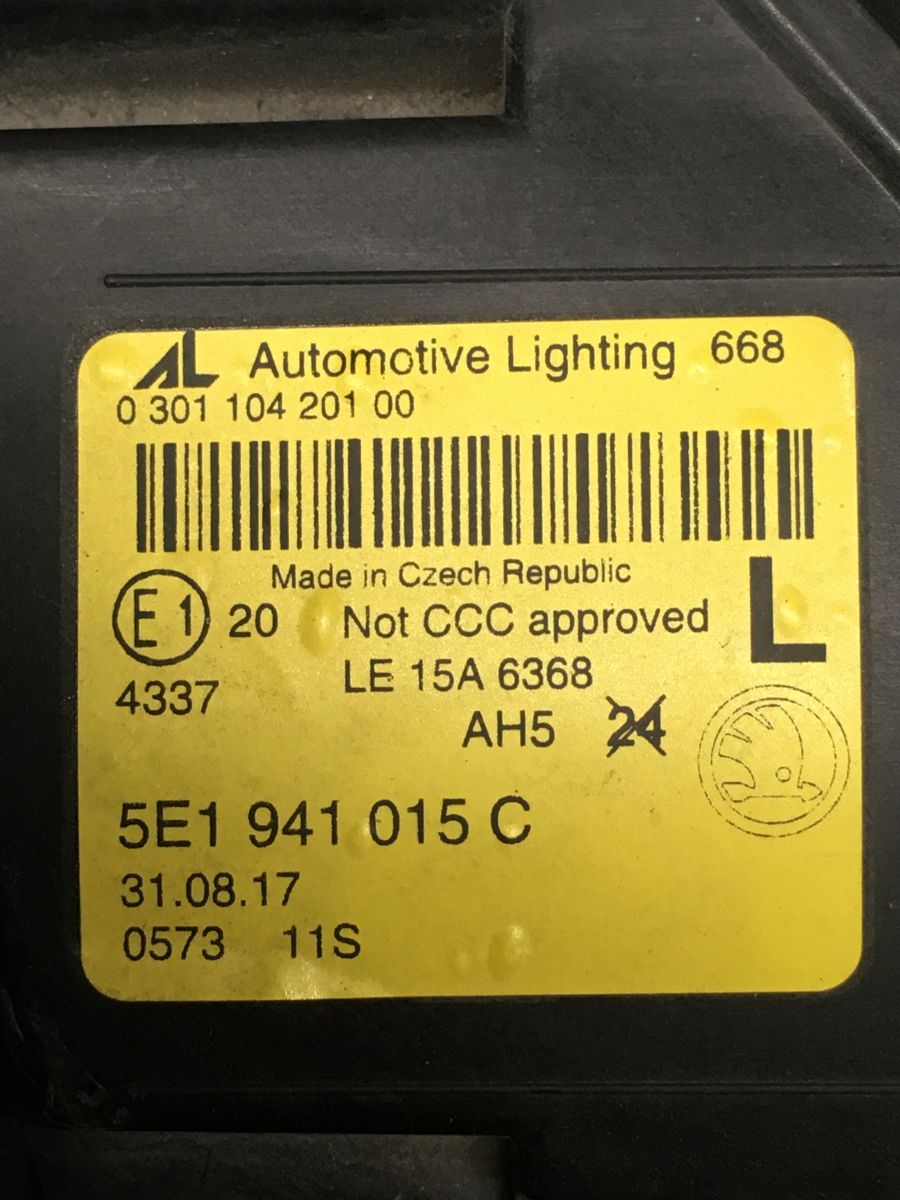 AL Automotive Lighting 668
0 301 104 201 00
Made in Czech Republic
E1 20 Not CCC approved L
4337 LE 15A 6368
AH5 24
5E1 941 015 C
31.08.17
0573 11S